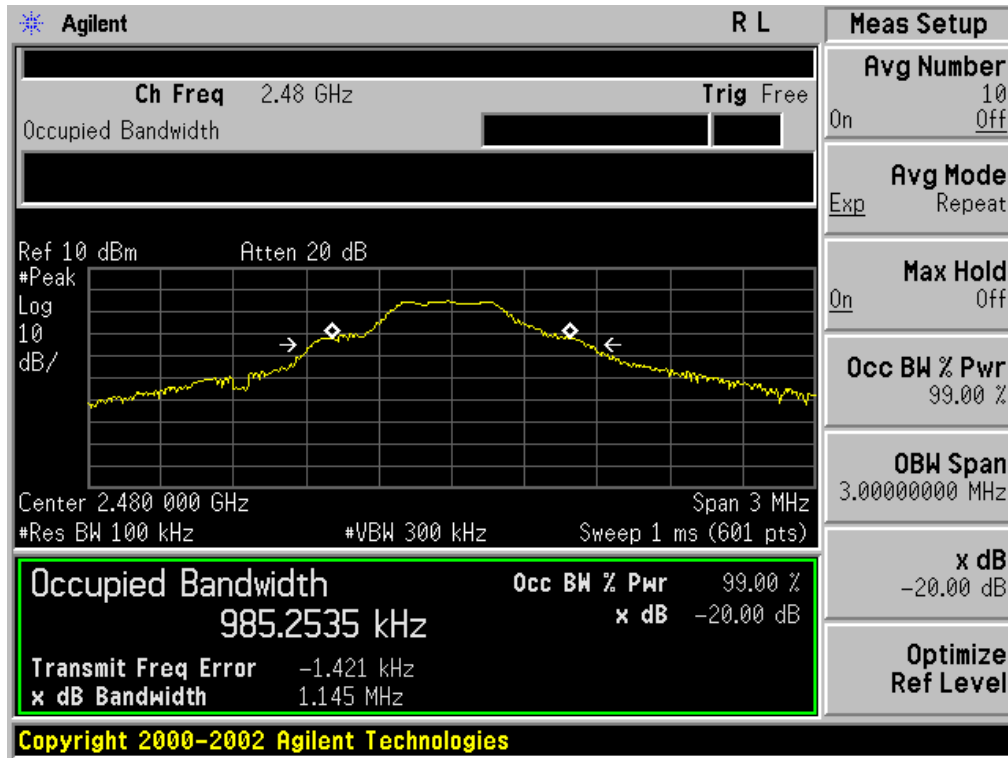 Agilent R L
Ch Freq 2.48 GHz Trig Free
Occupied Bandwidth
Ref 10 dBm Atten 20 dB
#Peak
Log
10
dB/
Center 2.480 000 GHz Span 3 MHz
#Res BW 100 kHz #VBW 300 kHz Sweep 1 ms (601 pts)
Occupied Bandwidth Occ BW % Pwr 99.00 %
985.2535 kHz x dB -20.00 dB
Transmit Freq Error -1.421 kHz
x dB Bandwidth 1.145 MHz
Copyright 2000-2002 Agilent Technologies
Meas Setup
Avg Number
10
On Off
Avg Mode
Exp Repeat
Max Hold
On Off
Occ BW % Pwr
99.00 %
OBW Span
3.00000000 MHz
x dB
-20.00 dB
Optimize
Ref Level